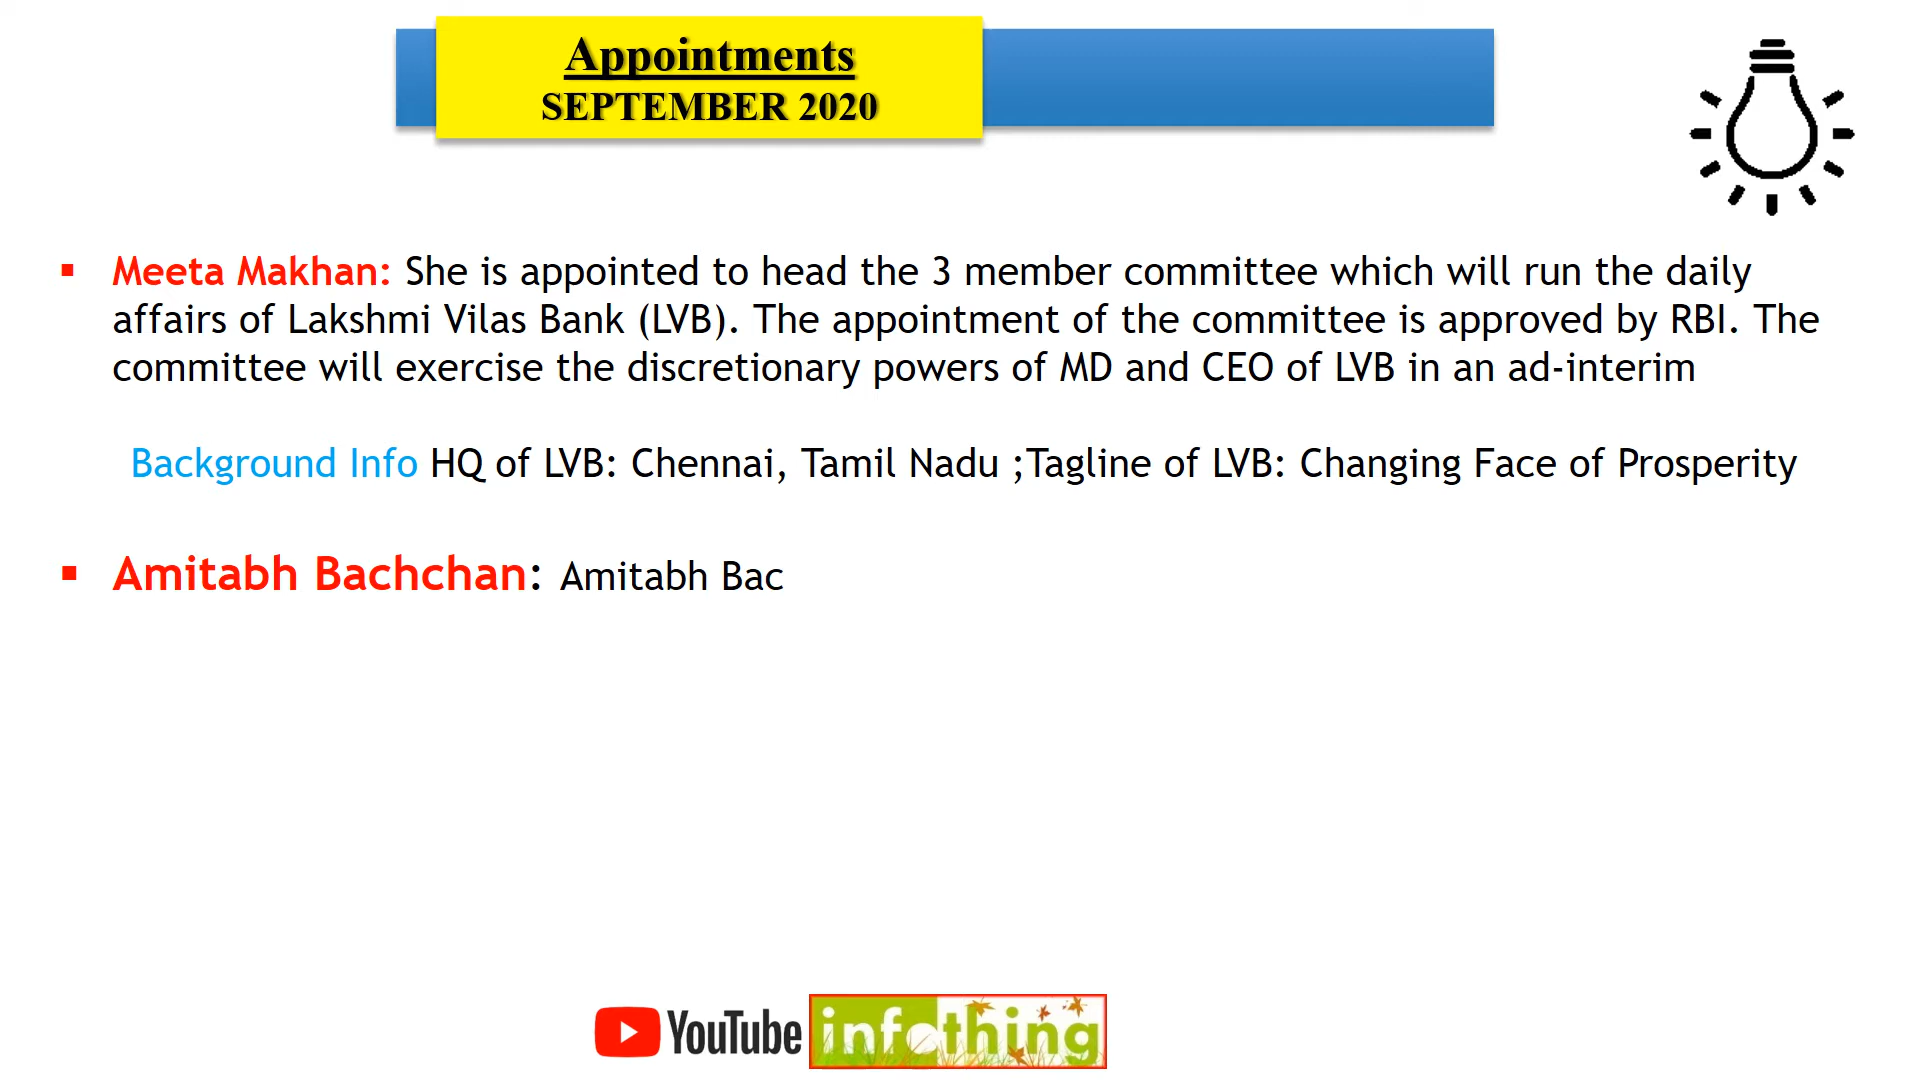 Appointments
SEPTEMBER 2020
Meeta Makhan: She is appointed to head the 3 member committee which will run the daily
affairs of Lakshmi Vilas Bank (LVB). The appointment of the committee is approved by RBI. The
committee will exercise the discretionary powers of MD and CEO of LVB in an ad-interim
Background Info HQ of LVB: Chennai, Tamil Nadu ;Tagline of LVB: Changing Face of Prosperity
Amitabh Bachchan: Amitabh Bac
YouTube infothing